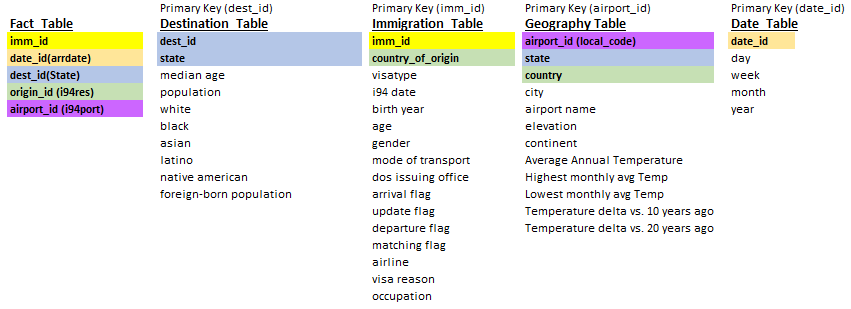 Primary Key (dest_id) Primary Key (imm_id) Primary Key (airport_id) Primary Key (date_id)
Fact_Table Destination_Table Immigration_Table Geography Table Date_Table
imm_id dest_id imm_id airport_id (local_code) date_id
date_id(arrdate) state country_of_origin state day
dest_id(State) median age visatype country week
origin_id (i94res) population i94 date city month
airport_id (i94port) white birth year airport name year
black age elevation
asian gender continent
latino mode of transport Average Annual Temperature
native american dos issuing office Highest monthly avg Temp
foreign-born population arrival flag Lowest monthly avg Temp
update flag Temperature delta vs. 10 years ago
departure flag Temperature delta vs. 20 years ago
matching flag
airline
visa reason
occupation